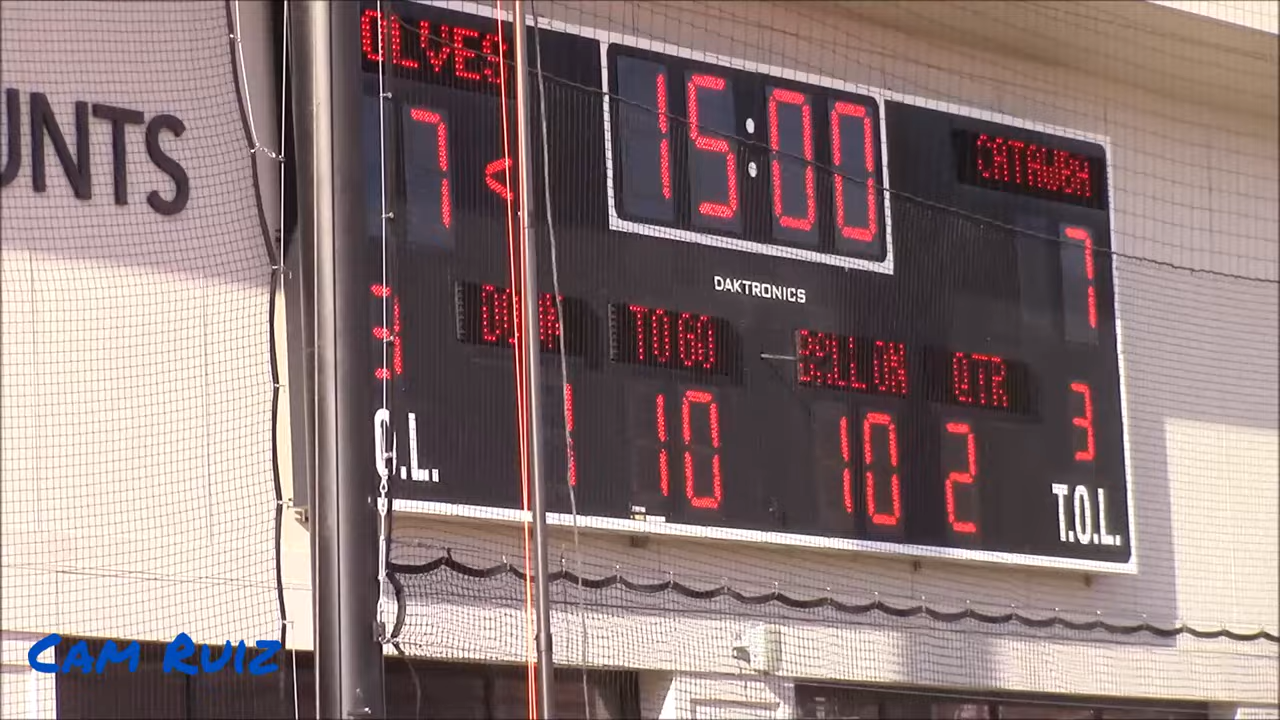 UNTS
OLVES
15:00
CATAWBA
7 < 7
DAKTRONICS
3 DOWN TO GO BALL ON QTR 3
1 10 10 2
O.L. T.O.L.
Cam Ruiz